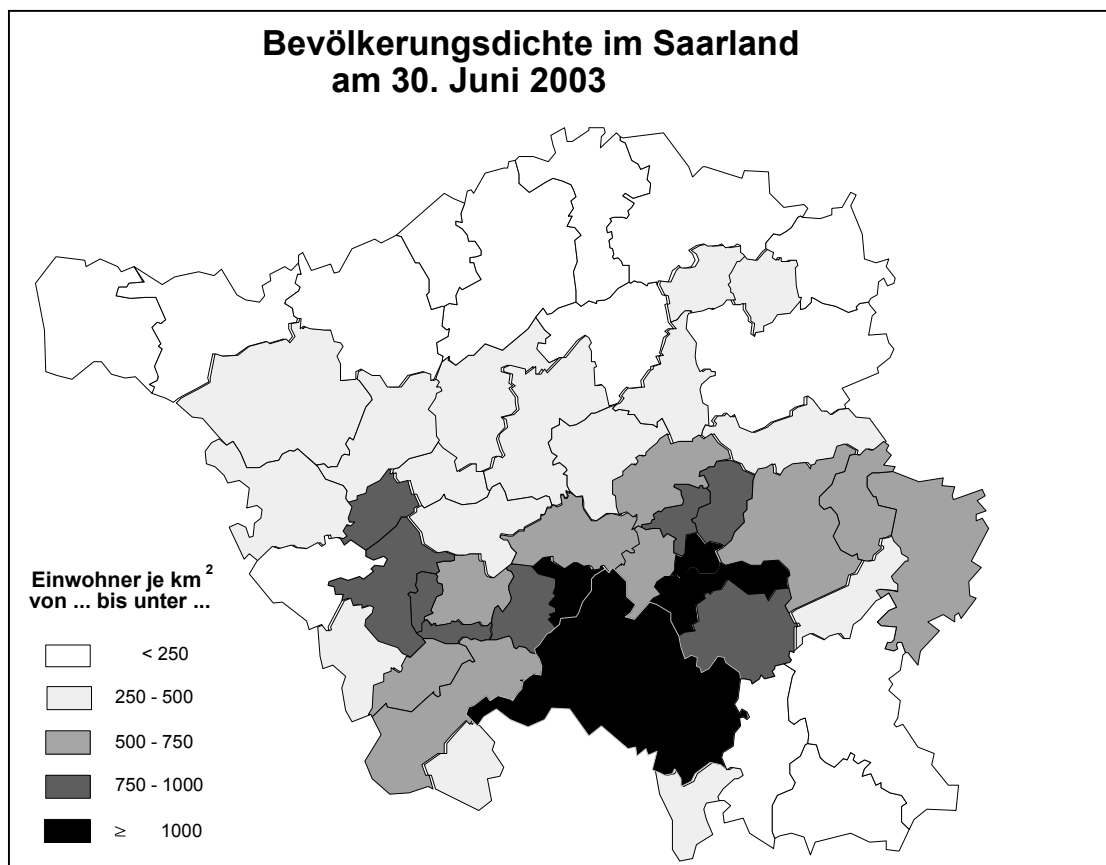 Bevölkerungsdichte im Saarland
am 30. Juni 2003
Einwohner je km²
von ... bis unter ...
< 250
250 - 500
500 - 750
750 - 1000
≥ 1000